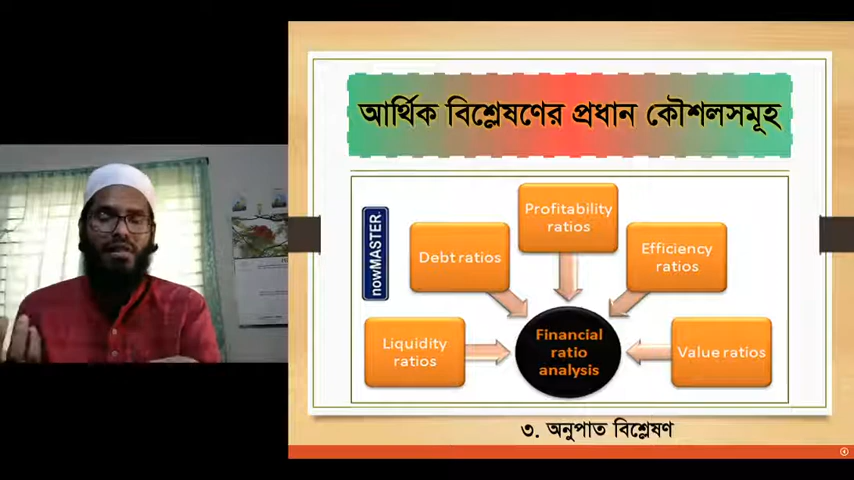 আর্থিক বিশ্লেষণের প্রধান কৌশলসমূহ
nowMASTER
Profitability
ratios
Debt ratios
Efficiency
ratios
Liquidity
ratios
Financial
ratio
analysis
Value ratios
৩. অনুপাত বিশ্লেষণ